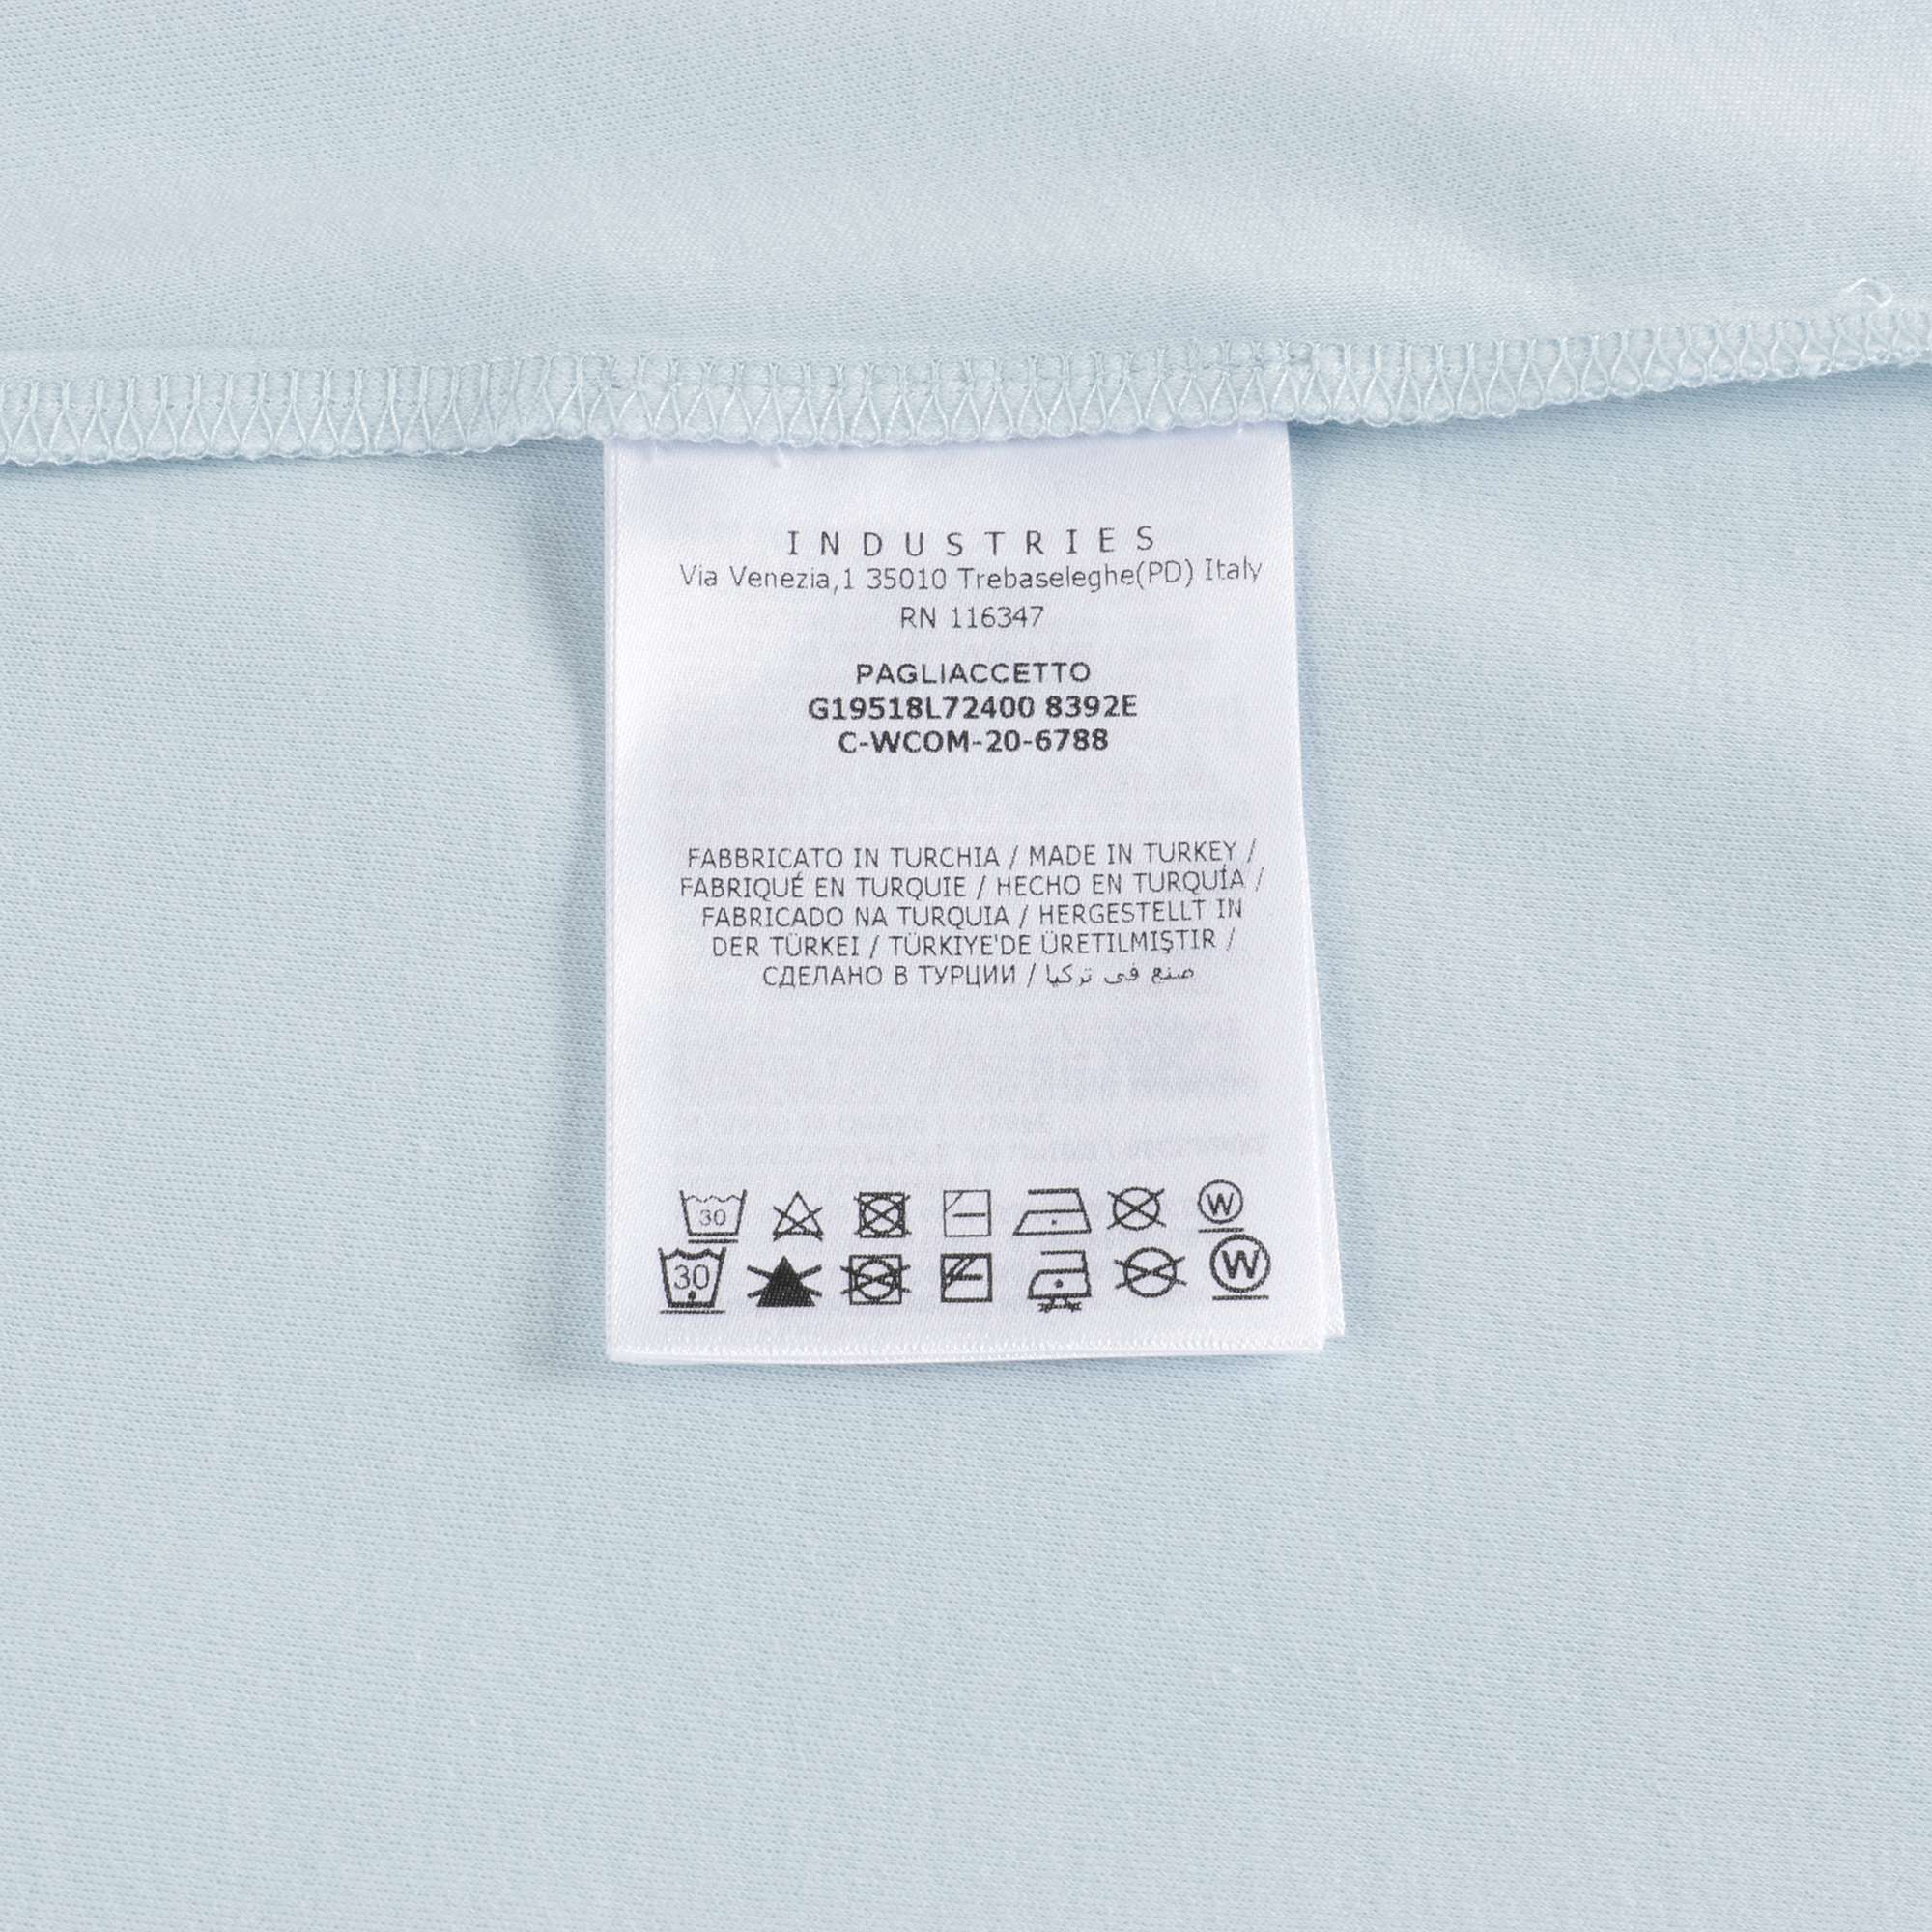 INDUSTRIES
Via Venezia,1 35010 Trebaseleghe(PD) Italy
RN 116347
PAGLIACCETTO
G19518L72400 8392E
C-WCOM-20-6788
FABBRICATO IN TURCHIA / MADE IN TURKEY /
FABRIQUÉ EN TURQUIE / HECHO EN TURQUÍA /
FABRICADO NA TURQUIA / HERGESTELLT IN
DER TÜRKEI / TÜRKIYE'DE ÜRETILMIŞTIR /
СДЕЛАНО В ТУРЦИИ / صنع في تركيا
30 W
30 W